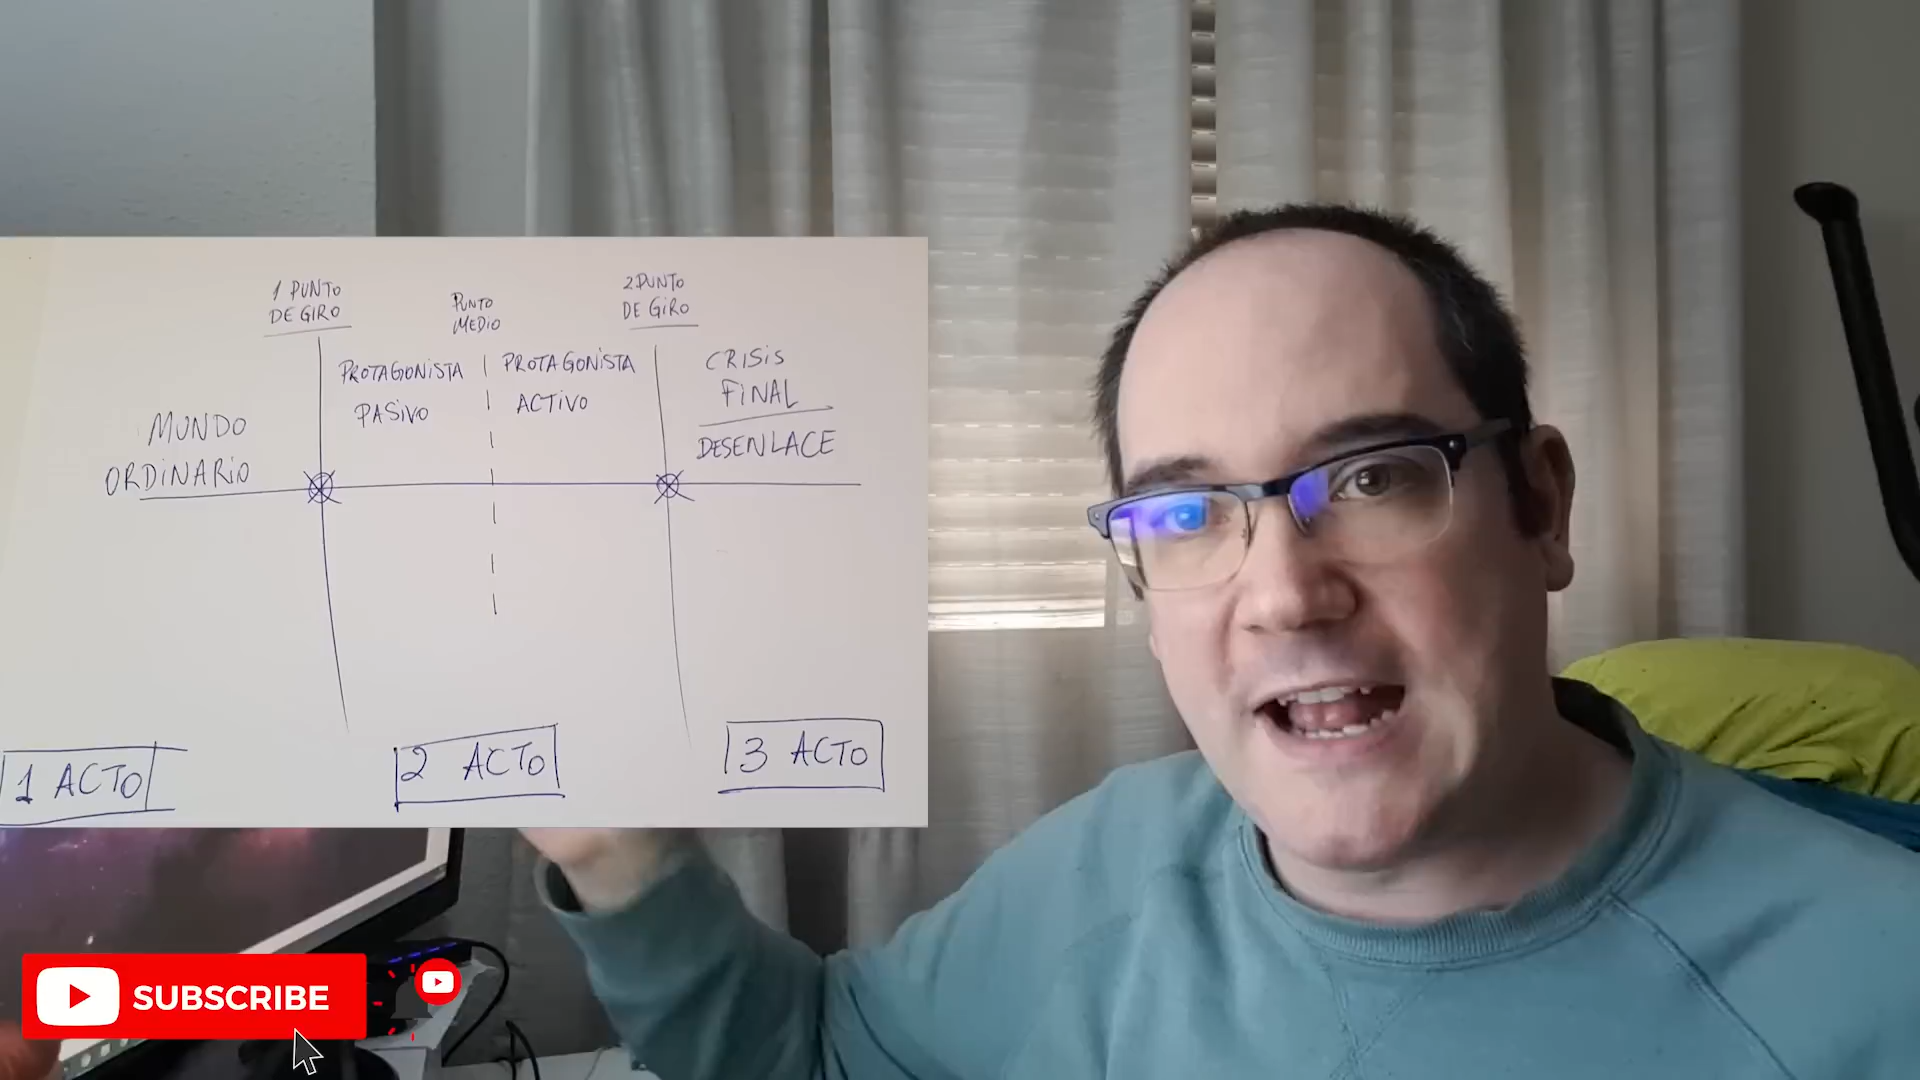 1 PUNTO
DE GIRO
PUNTO
MEDIO
2 PUNTO
DE GIRO
MUNDO
ORDINARIO
PROTAGONISTA
PASIVO
PROTAGONISTA
ACTIVO
CRISIS
FINAL
DESENLACE
1 ACTO
2 ACTO
3 ACTO
SUBSCRIBE